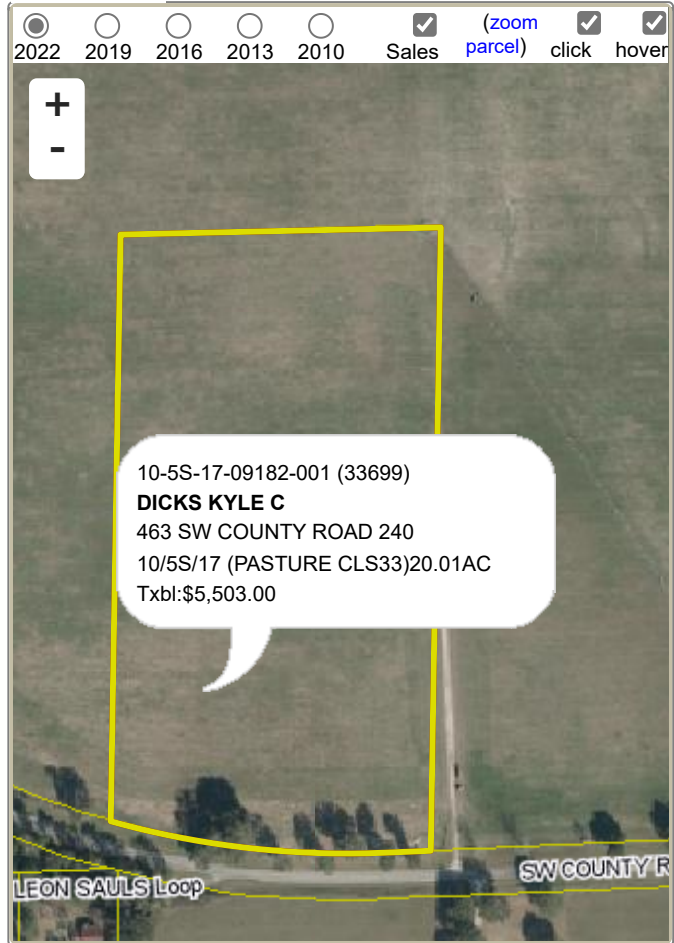 2022 2019 2016 2013 2010 Sales (zoom parcel) click hover
+
-
10-5S-17-09182-001 (33699)
DICKS KYLE C
463 SW COUNTY ROAD 240
10/5S/17 (PASTURE CLS33)20.01AC
Txbl:$5,503.00
SW COUNTY R
LEON SAULS Loop